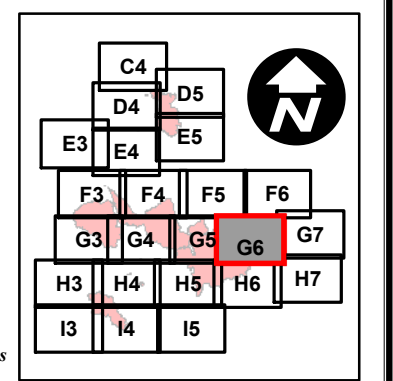 C4
D4 D5
E3 E4 E5
N
F3 F4 F5 F6
G3 G4 G5 G6 G7
H3 H4 H5 H6 H7
I3 I4 I5
s